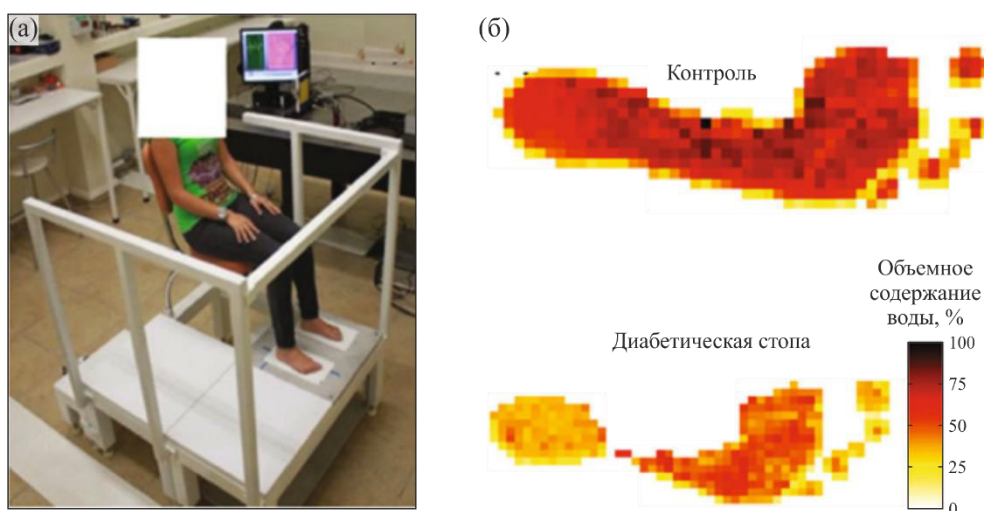 (а)
(б)
Контроль
Объемное
содержание
воды, %
Диабетическая стопа
100
75
50
25
0